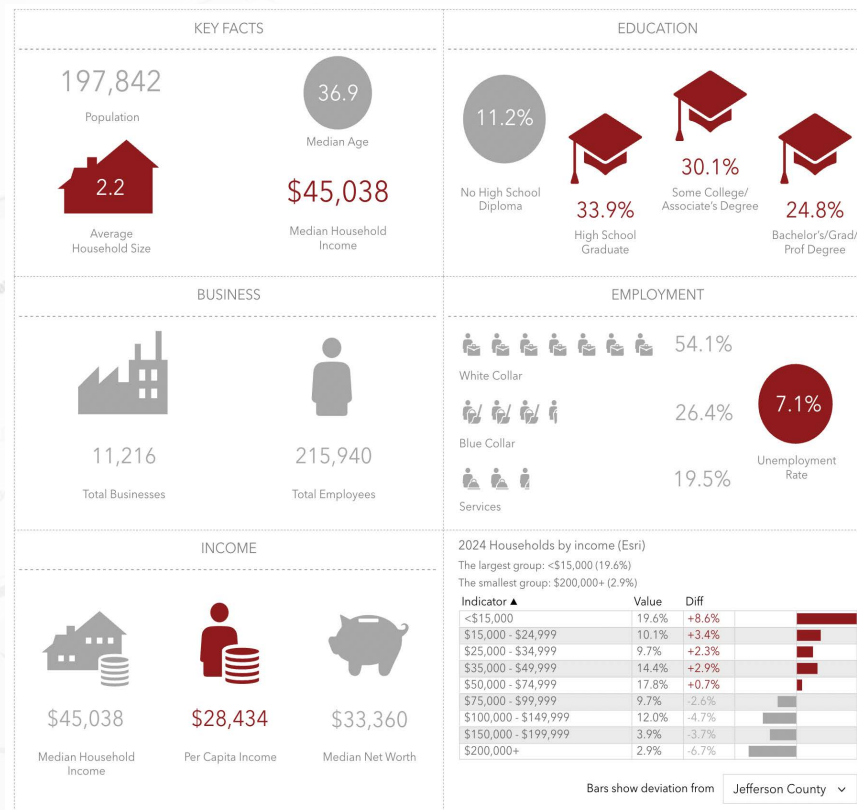 KEY FACTS
197,842
Population
36.9
Median Age
2.2
Average
Household Size
$45,038
Median Household
Income
EDUCATION
11.2%
No High School
Diploma
33.9%
High School
Graduate
30.1%
Some College/
Associate's Degree
24.8%
Bachelor's/Grad/
Prof Degree
BUSINESS
11,216
Total Businesses
215,940
Total Employees
EMPLOYMENT
54.1%
White Collar
26.4%
Blue Collar
19.5%
Services
7.1%
Unemployment
Rate
INCOME
$45,038
Median Household
Income
$28,434
Per Capita Income
$33,360
Median Net Worth
2024 Households by income (Esri)
The largest group: <$15,000 (19.6%)
The smallest group: $200,000+ (2.9%)
Indicator ▲ Value Diff
<$15,000 19.6% +8.6%
$15,000 - $24,999 10.1% +3.4%
$25,000 - $34,999 9.7% +2.3%
$35,000 - $49,999 14.4% +2.9%
$50,000 - $74,999 17.8% +0.7%
$75,000 - $99,999 9.7% -2.6%
$100,000 - $149,999 12.0% -4.7%
$150,000 - $199,999 3.9% -3.7%
$200,000+ 2.9% -6.7%
Bars show deviation from Jefferson County